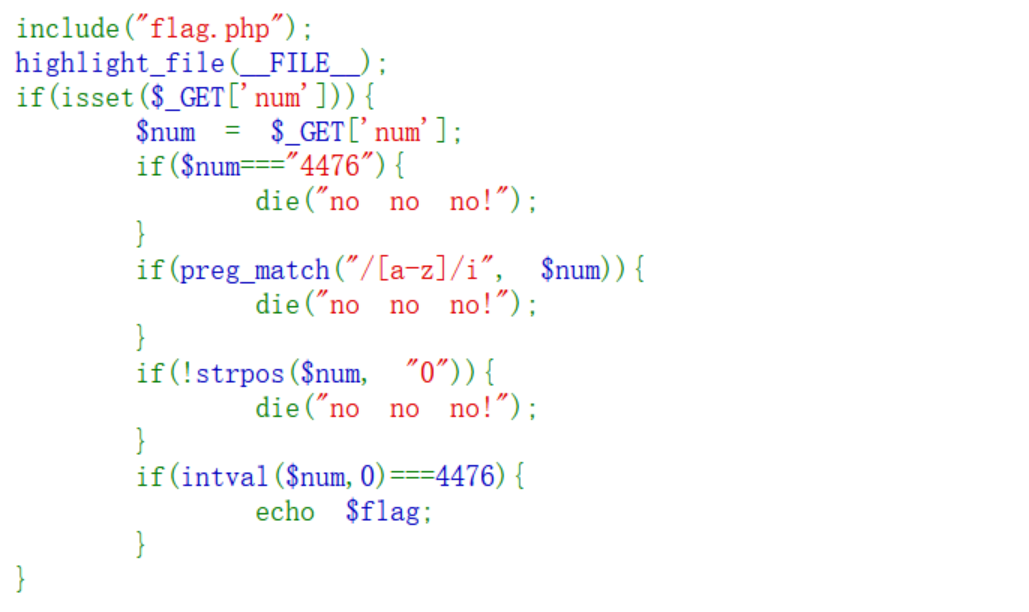 include("flag.php");
highlight_file(__FILE__);
if(isset($_GET['num'])){
$num = $_GET['num'];
if($num==="4476"){
die("no no no!");
}
if(preg_match("/[a-z]/i", $num)){
die("no no no!");
}
if(!strpos($num, "0")){
die("no no no!");
}
if(intval($num,0)===4476){
echo $flag;
}
}